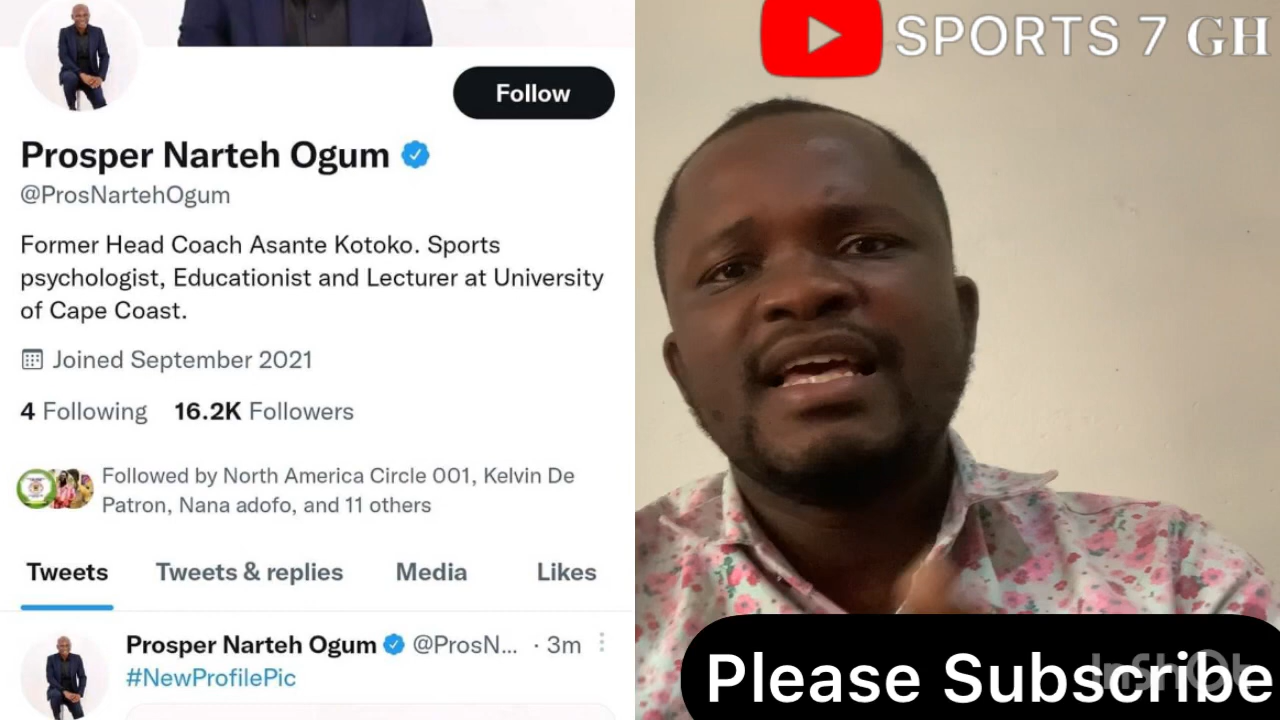 Follow
Prosper Narteh Ogum
@ProsNartehOgum
Former Head Coach Asante Kotoko. Sports
psychologist, Educationist and Lecturer at University
of Cape Coast.
Joined September 2021
4 Following 16.2K Followers
Followed by North America Circle 001, Kelvin De
Patron, Nana adofo, and 11 others
Tweets Tweets & replies Media Likes
Prosper Narteh Ogum @ProsN... · 3m
#NewProfilePic
SPORTS 7 GH
Please Subscribe
InShOt